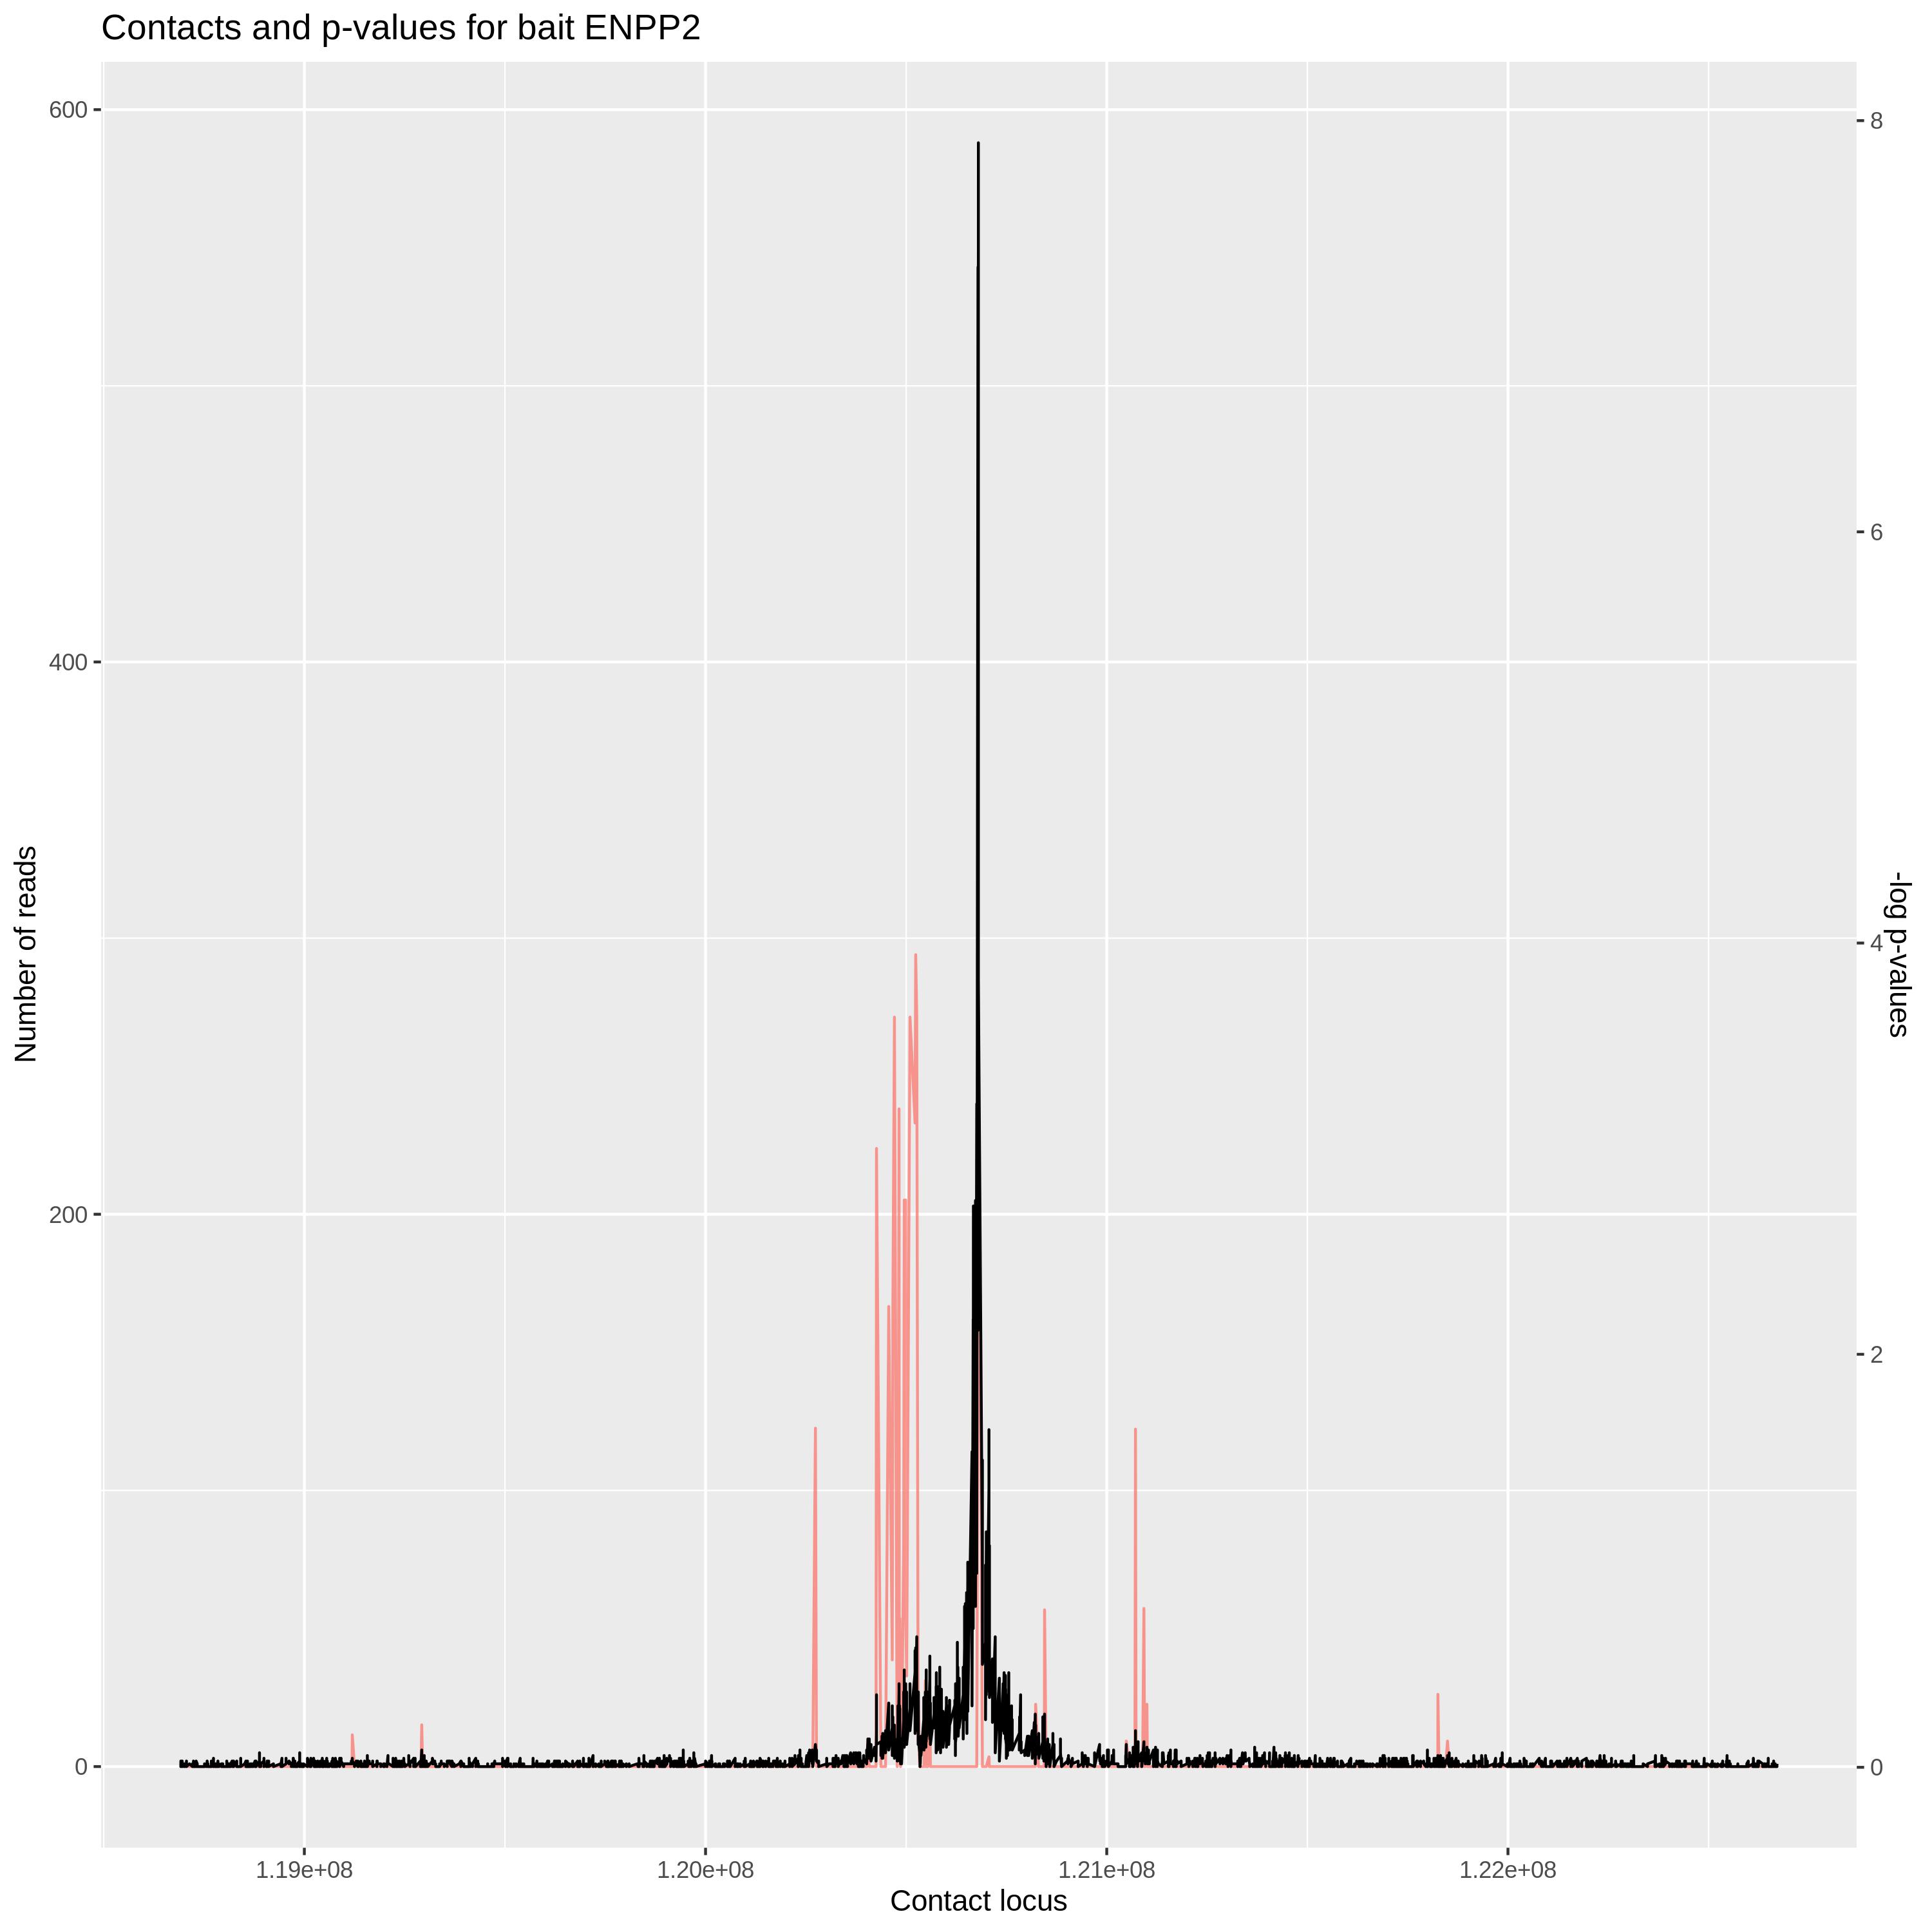 Contacts and p-values for bait ENPP2
600
400
200
0
Number of reads
8
6
4
2
0
-log p-values
1.19e+08
1.20e+08
1.21e+08
1.22e+08
Contact locus